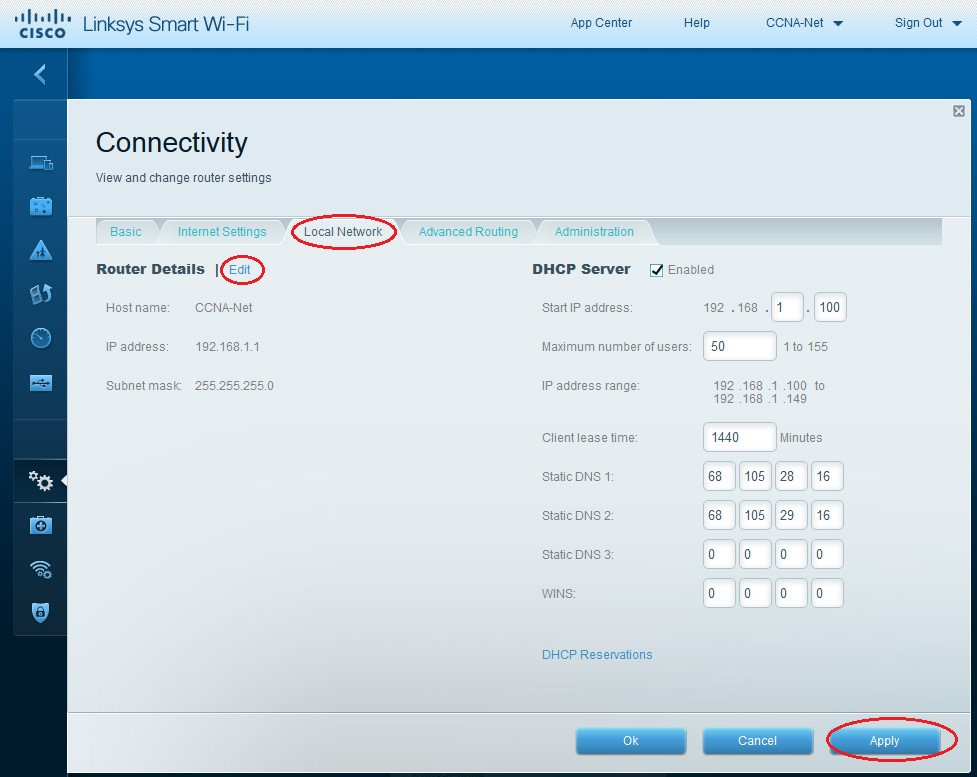 CISCO Linksys Smart Wi-Fi App Center Help CCNA-Net Sign Out
Connectivity
View and change router settings
Basic Internet Settings Local Network Advanced Routing Administration
Router Details | Edit
Host name: CCNA-Net
IP address: 192.168.1.1
Subnet mask: 255.255.255.0
DHCP Server Enabled
Start IP address: 192 . 168 . 1 . 100
Maximum number of users: 50 1 to 155
IP address range: 192 .168 .1 .100 to
192 .168 .1 .149
Client lease time: 1440 Minutes
Static DNS 1: 68 105 28 16
Static DNS 2: 68 105 29 16
Static DNS 3: 0 0 0 0
WINS: 0 0 0 0
DHCP Reservations
Ok Cancel Apply